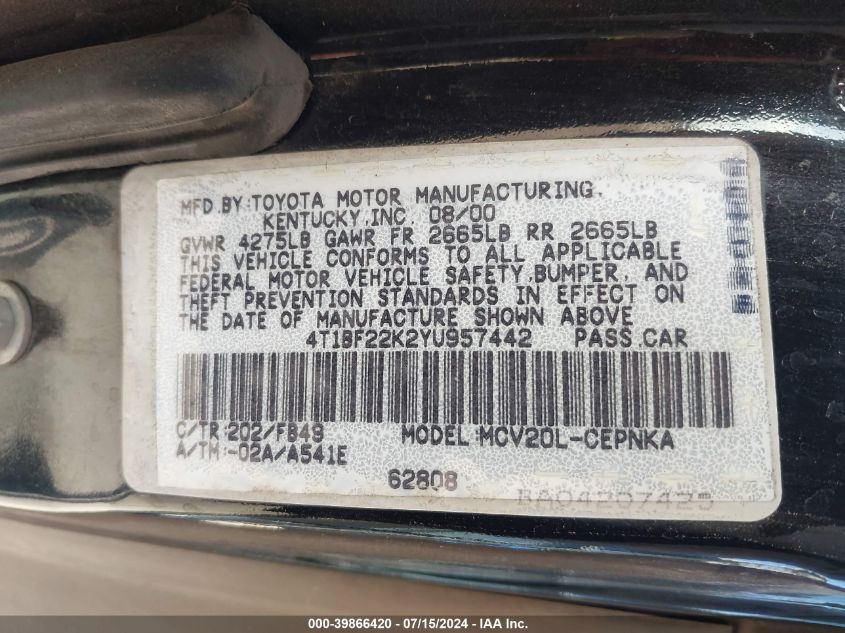 MFD.BY:TOYOTA MOTOR MANUFACTURING.
KENTUCKY,INC. 08/00
GVWR 4275LB GAWR FR 2665LB RR 2665LB
THIS VEHICLE CONFORMS TO ALL APPLICABLE
FEDERAL MOTOR VEHICLE SAFETY,BUMPER, AND
THEFT PREVENTION STANDARDS IN EFFECT ON
THE DATE OF MANUFACTURE SHOWN ABOVE
4T1BF22K2YU957442 PASS.CAR
C/TR:202/FB49 MODEL:MCV20L-CEPNKA
A/TM:-02A/A541E
62808
000-39866420 - 07/15/2024 - IAA Inc.